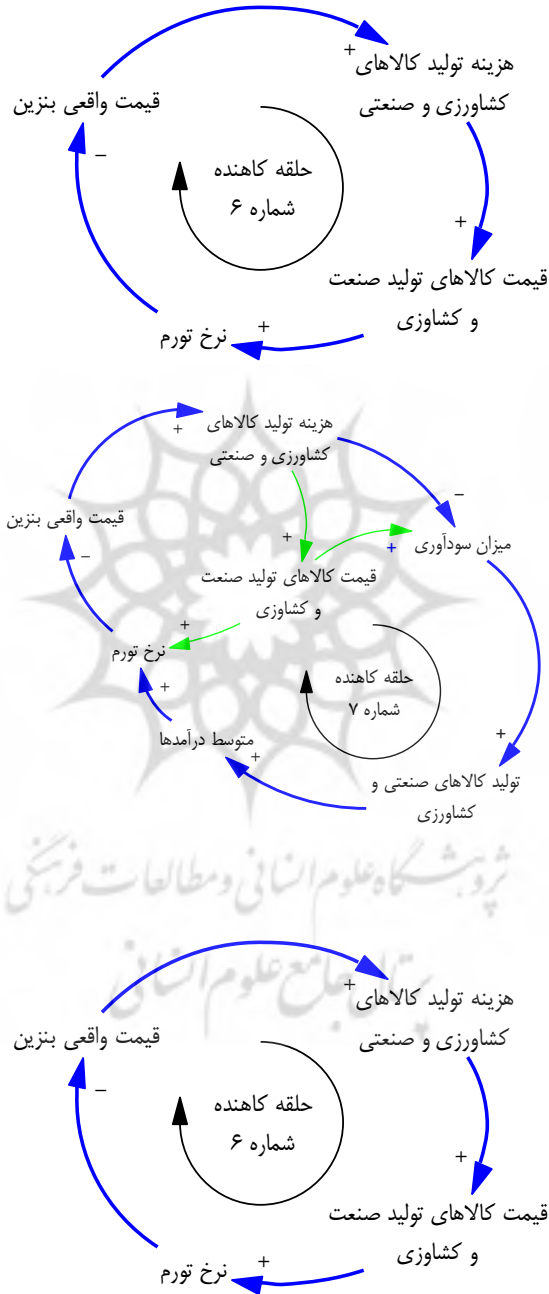 هزینه تولید کالاهای
کشاورزی و صنعتی
+
قیمت واقعی بنزین
–
حلقه کاهنده
شماره ۶
+
قیمت کالاهای تولید صنعت
و کشاوزی
+
نرخ تورم
هزینه تولید کالاهای
کشاورزی و صنعتی
+
–
قیمت واقعی بنزین
–
میزان سودآوری
+
+
قیمت کالاهای تولید صنعت
و کشاوزی
+
نرخ تورم
حلقه کاهنده
شماره ۷
+
متوسط درآمدها
+
+
تولید کالاهای صنعتی و
کشاورزی
پژوهشگاه علوم انسانی و مطالعات فرهنگی
پرتال جامع علوم انسانی
هزینه تولید کالاهای
کشاورزی و صنعتی
+
قیمت واقعی بنزین
–
حلقه کاهنده
شماره ۶
+
قیمت کالاهای تولید صنعت
و کشاوزی
+
نرخ تورم